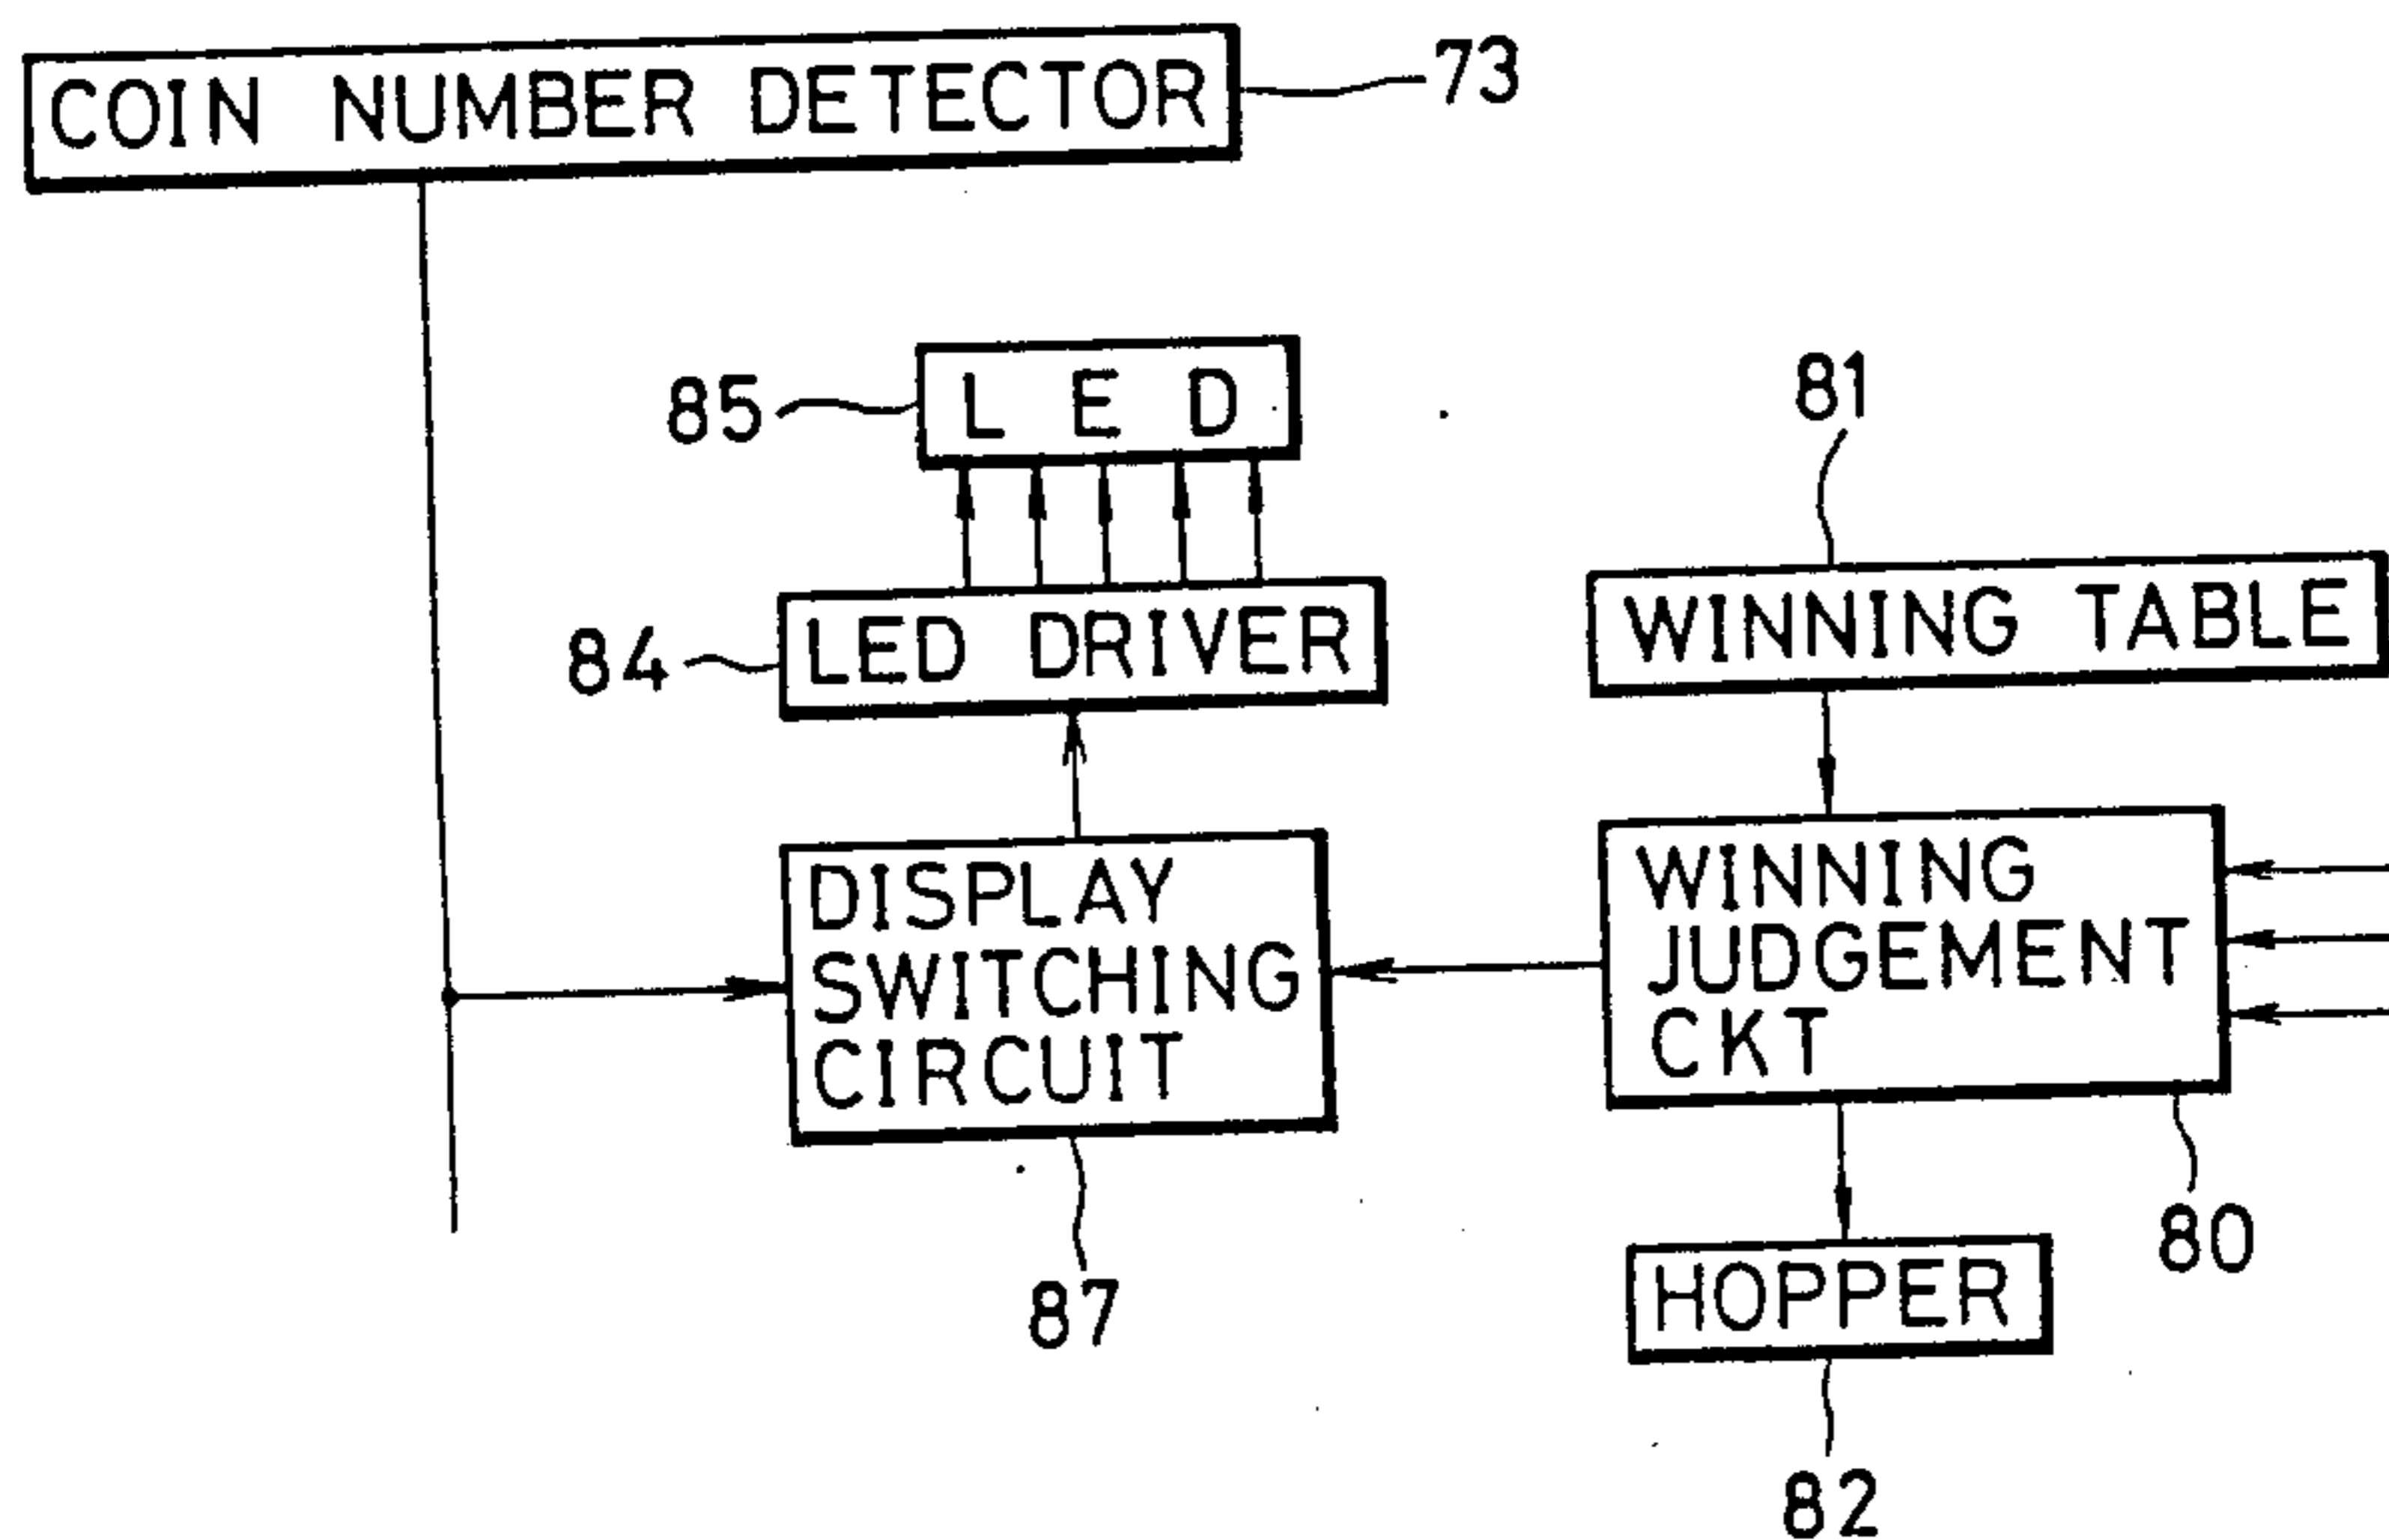 COIN NUMBER DETECTOR
73
85
L E D
81
84
LED DRIVER
WINNING TABLE
DISPLAY
SWITCHING
CIRCUIT
WINNING
JUDGEMENT
CKT
87
80
HOPPER
82